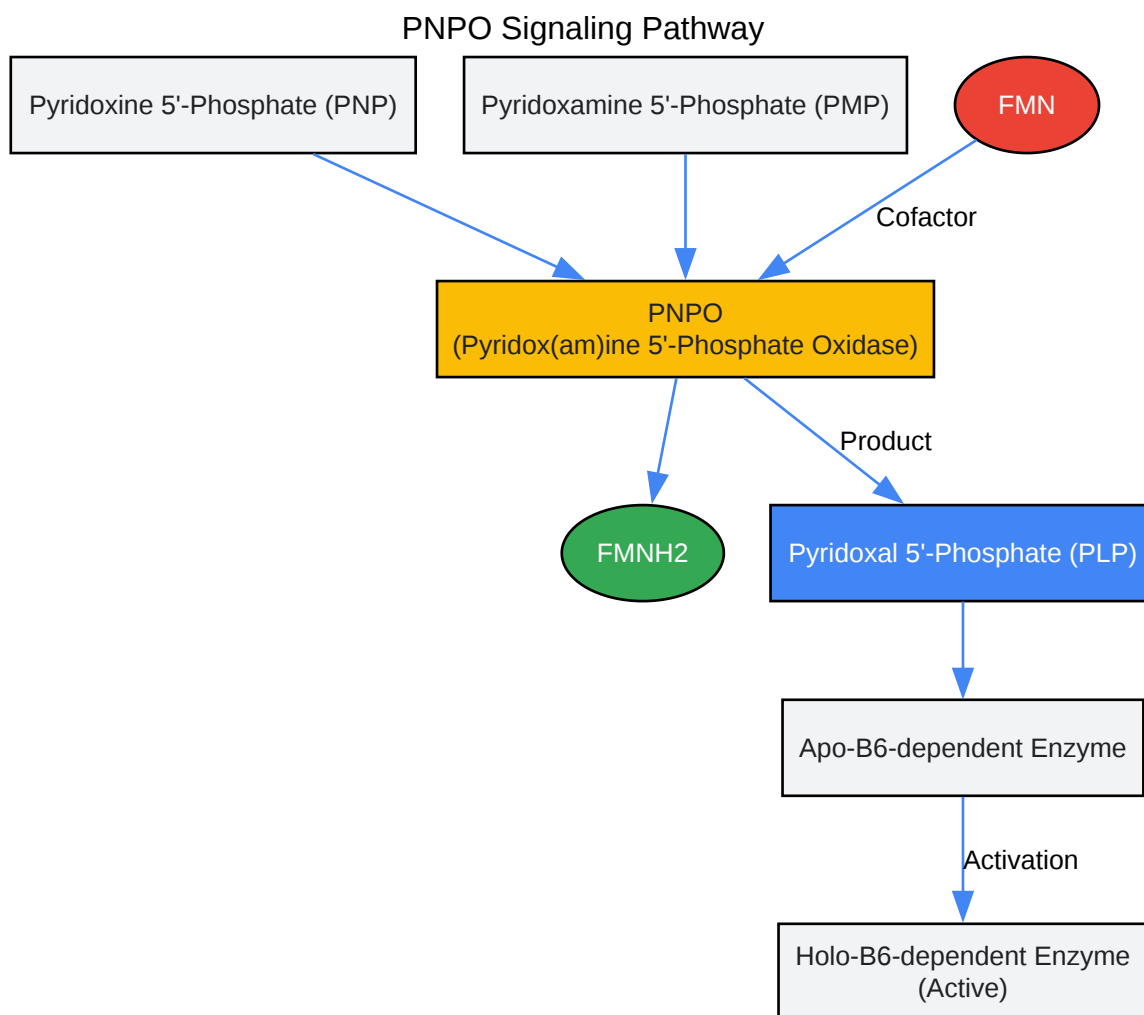 PNPO Signaling Pathway
Pyridoxine 5'-Phosphate (PNP)
Pyridoxamine 5'-Phosphate (PMP)
FMN
Cofactor
PNPO
(Pyridox(am)ine 5'-Phosphate Oxidase)
Product
FMNH2
Pyridoxal 5'-Phosphate (PLP)
Apo-B6-dependent Enzyme
Activation
Holo-B6-dependent Enzyme
(Active)